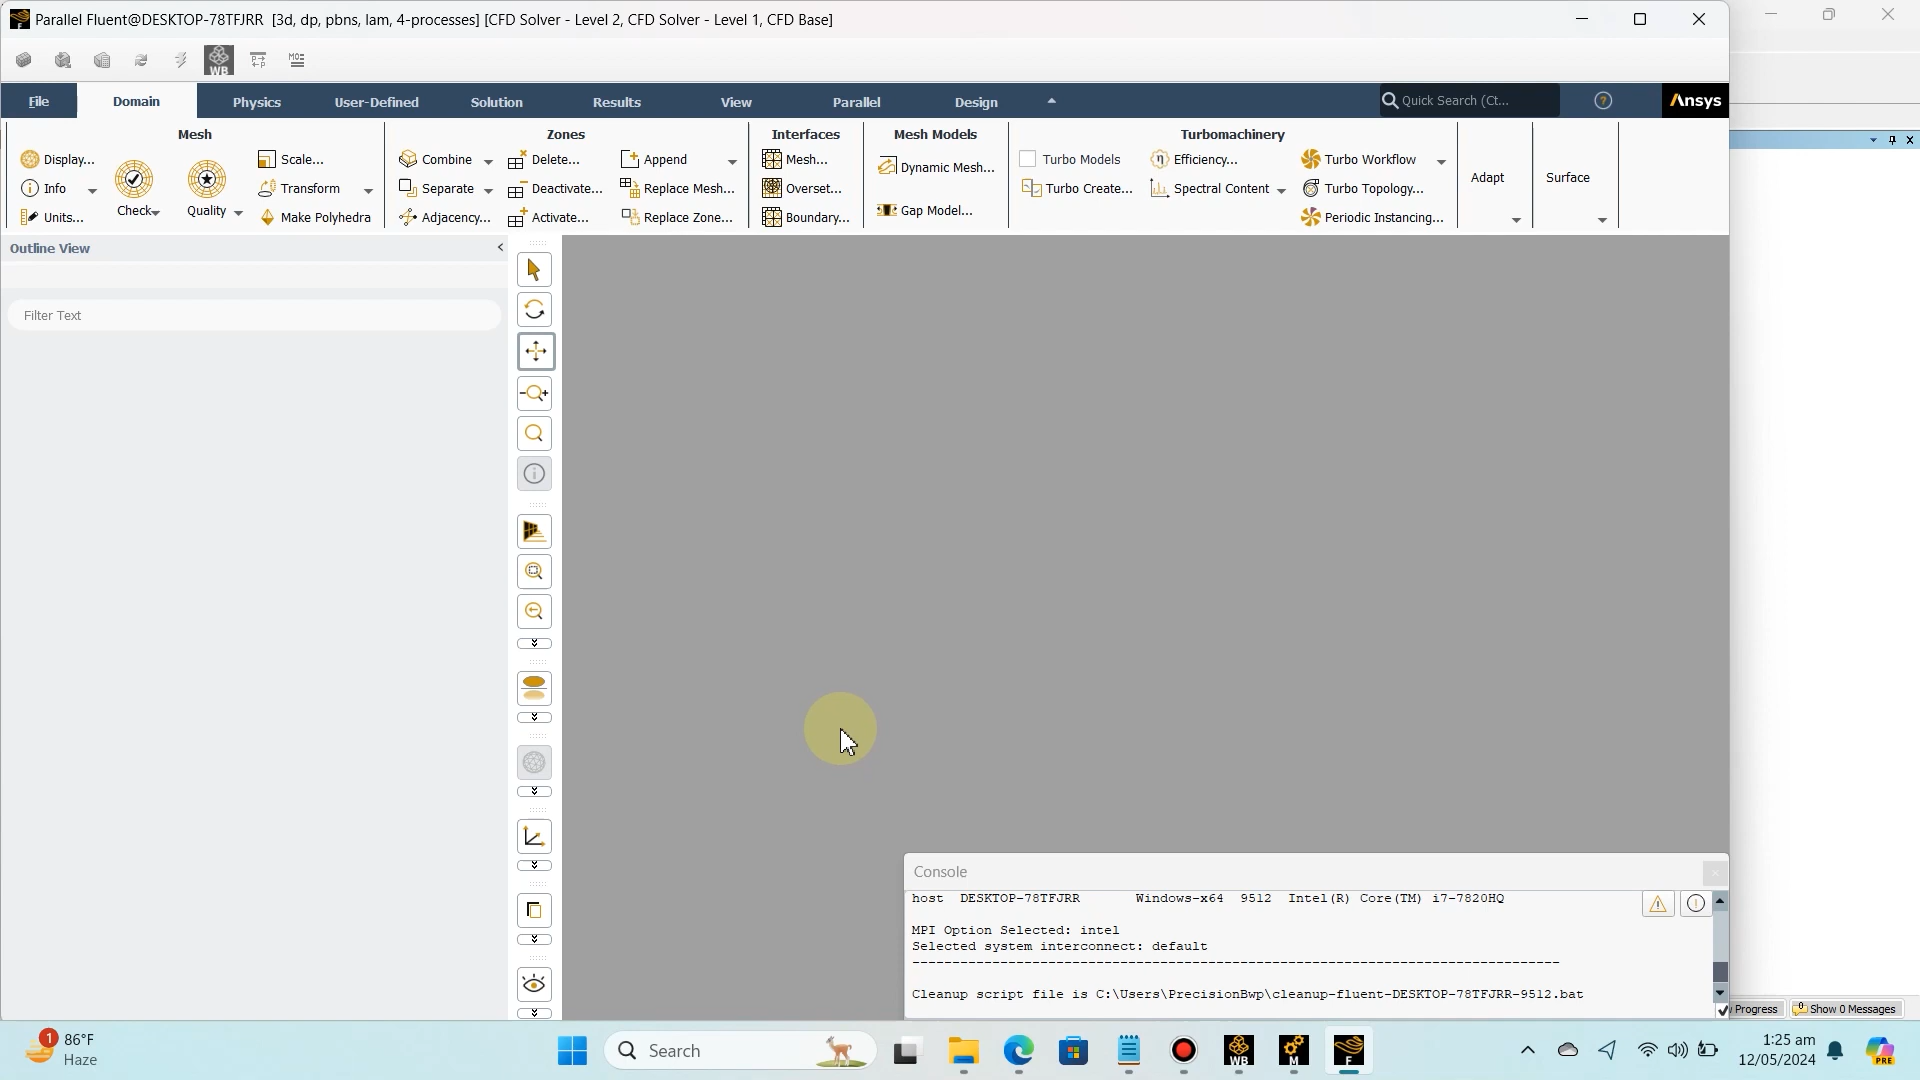 Parallel Fluent@DESKTOP-78TFJRR [3d, dp, pbns, lam, 4-processes] [CFD Solver - Level 2, CFD Solver - Level 1, CFD Base]
WB
File Domain Physics User-Defined Solution Results View Parallel Design Quick Search (Ct... Ansys
Mesh Zones Interfaces Mesh Models Turbomachinery
Display... Scale... Combine Delete... Append Mesh... Dynamic Mesh... Turbo Models Efficiency... Turbo Workflow
Adapt Surface
Info Transform Separate Deactivate... Replace Mesh... Overset... Turbo Create... Spectral Content Turbo Topology...
Check Quality Gap Model...
Units... Make Polyhedra Adjacency... Activate... Replace Zone... Boundary... Periodic Instancing...
Outline View
Filter Text
Console
host DESKTOP-78TFJRR Windows-x64 9512 Intel(R) Core(TM) i7-7820HQ
MPI Option Selected: intel
Selected system interconnect: default
--------------------------------------------------------------------------------
Cleanup script file is C:\Users\PrecisionBwp\cleanup-fluent-DESKTOP-78TFJRR-9512.bat
Progress Show 0 Messages
1 86°F
Haze
Search
WB M F
1:25 am
12/05/2024
PRE